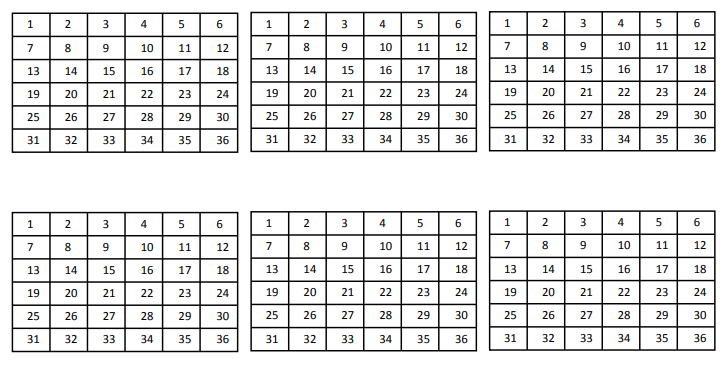 1 2 3 4 5 6 1 2 3 4 5 6 1 2 3 4 5 6
7 8 9 10 11 12 7 8 9 10 11 12 7 8 9 10 11 12
13 14 15 16 17 18 13 14 15 16 17 18 13 14 15 16 17 18
19 20 21 22 23 24 19 20 21 22 23 24 19 20 21 22 23 24
25 26 27 28 29 30 25 26 27 28 29 30 25 26 27 28 29 30
31 32 33 34 35 36 31 32 33 34 35 36 31 32 33 34 35 36
1 2 3 4 5 6 1 2 3 4 5 6 1 2 3 4 5 6
7 8 9 10 11 12 7 8 9 10 11 12 7 8 9 10 11 12
13 14 15 16 17 18 13 14 15 16 17 18 13 14 15 16 17 18
19 20 21 22 23 24 19 20 21 22 23 24 19 20 21 22 23 24
25 26 27 28 29 30 25 26 27 28 29 30 25 26 27 28 29 30
31 32 33 34 35 36 31 32 33 34 35 36 31 32 33 34 35 36